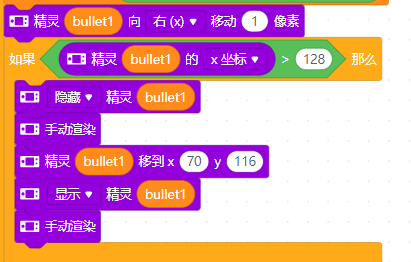 精灵 bullet1 向 右 (x) 移动 1 像素
如果 精灵 bullet1 的 x 坐标 > 128 那么
隐藏 精灵 bullet1
手动渲染
精灵 bullet1 移到 x 70 y 116
显示 精灵 bullet1
手动渲染